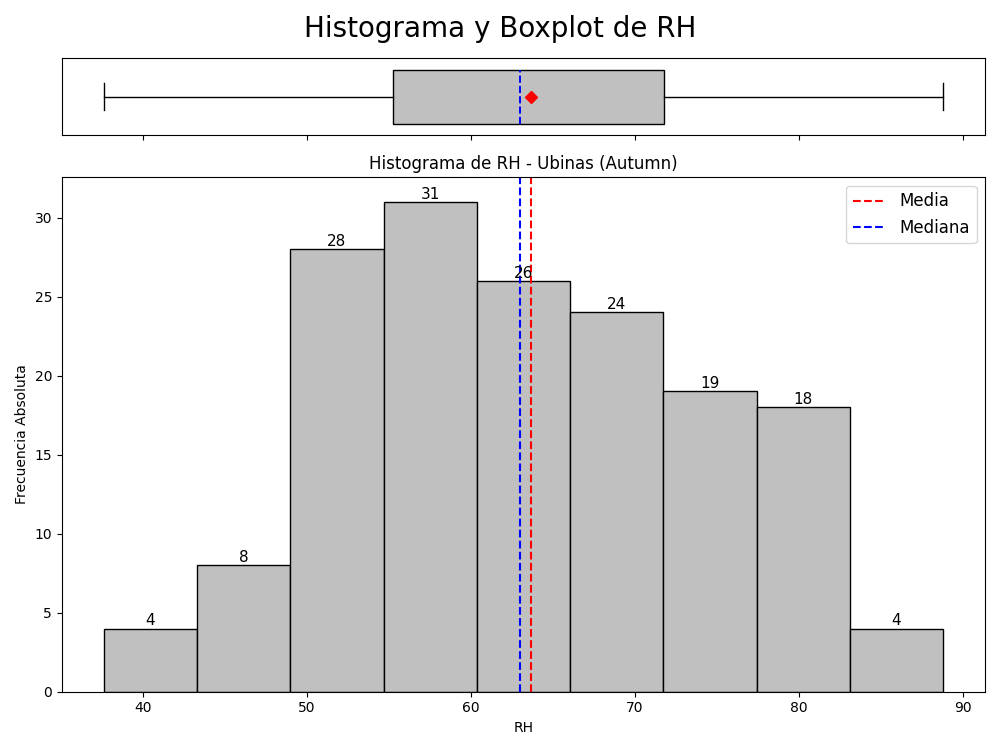 Histograma y Boxplot de RH
Histograma de RH - Ubinas (Autumn)
Media
Mediana
31
28
26
24
19
18
8
4
4
30
25
20
15
10
5
0
Frecuencia Absoluta
40 50 60 70 80 90
RH